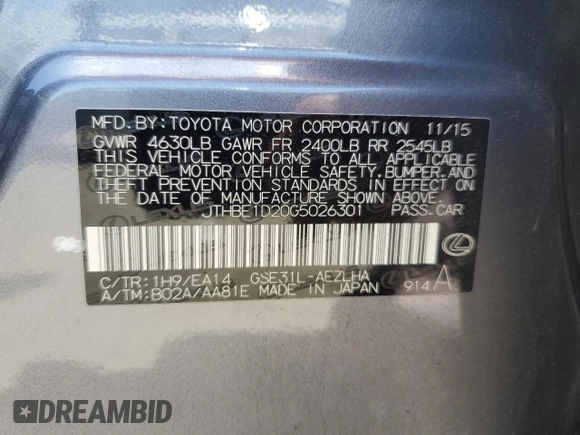 MFD. BY: TOYOTA MOTOR CORPORATION 11/15
GVWR 4630LB GAWR FR 2400LB RR 2545LB
THIS VEHICLE CONFORMS TO ALL APPLICABLE
FEDERAL MOTOR VEHICLE SAFETY, BUMPER, AND
THEFT PREVENTION STANDARDS IN EFFECT ON
THE DATE OF MANUFACTURE SHOWN ABOVE.
JTHBE1D20G5026301 PASS.CAR
C/TR:1H9/EA14 GSE31L-AEZLHA
A/TM:B02A/AA81E MADE IN JAPAN 914 A
DREAMBID